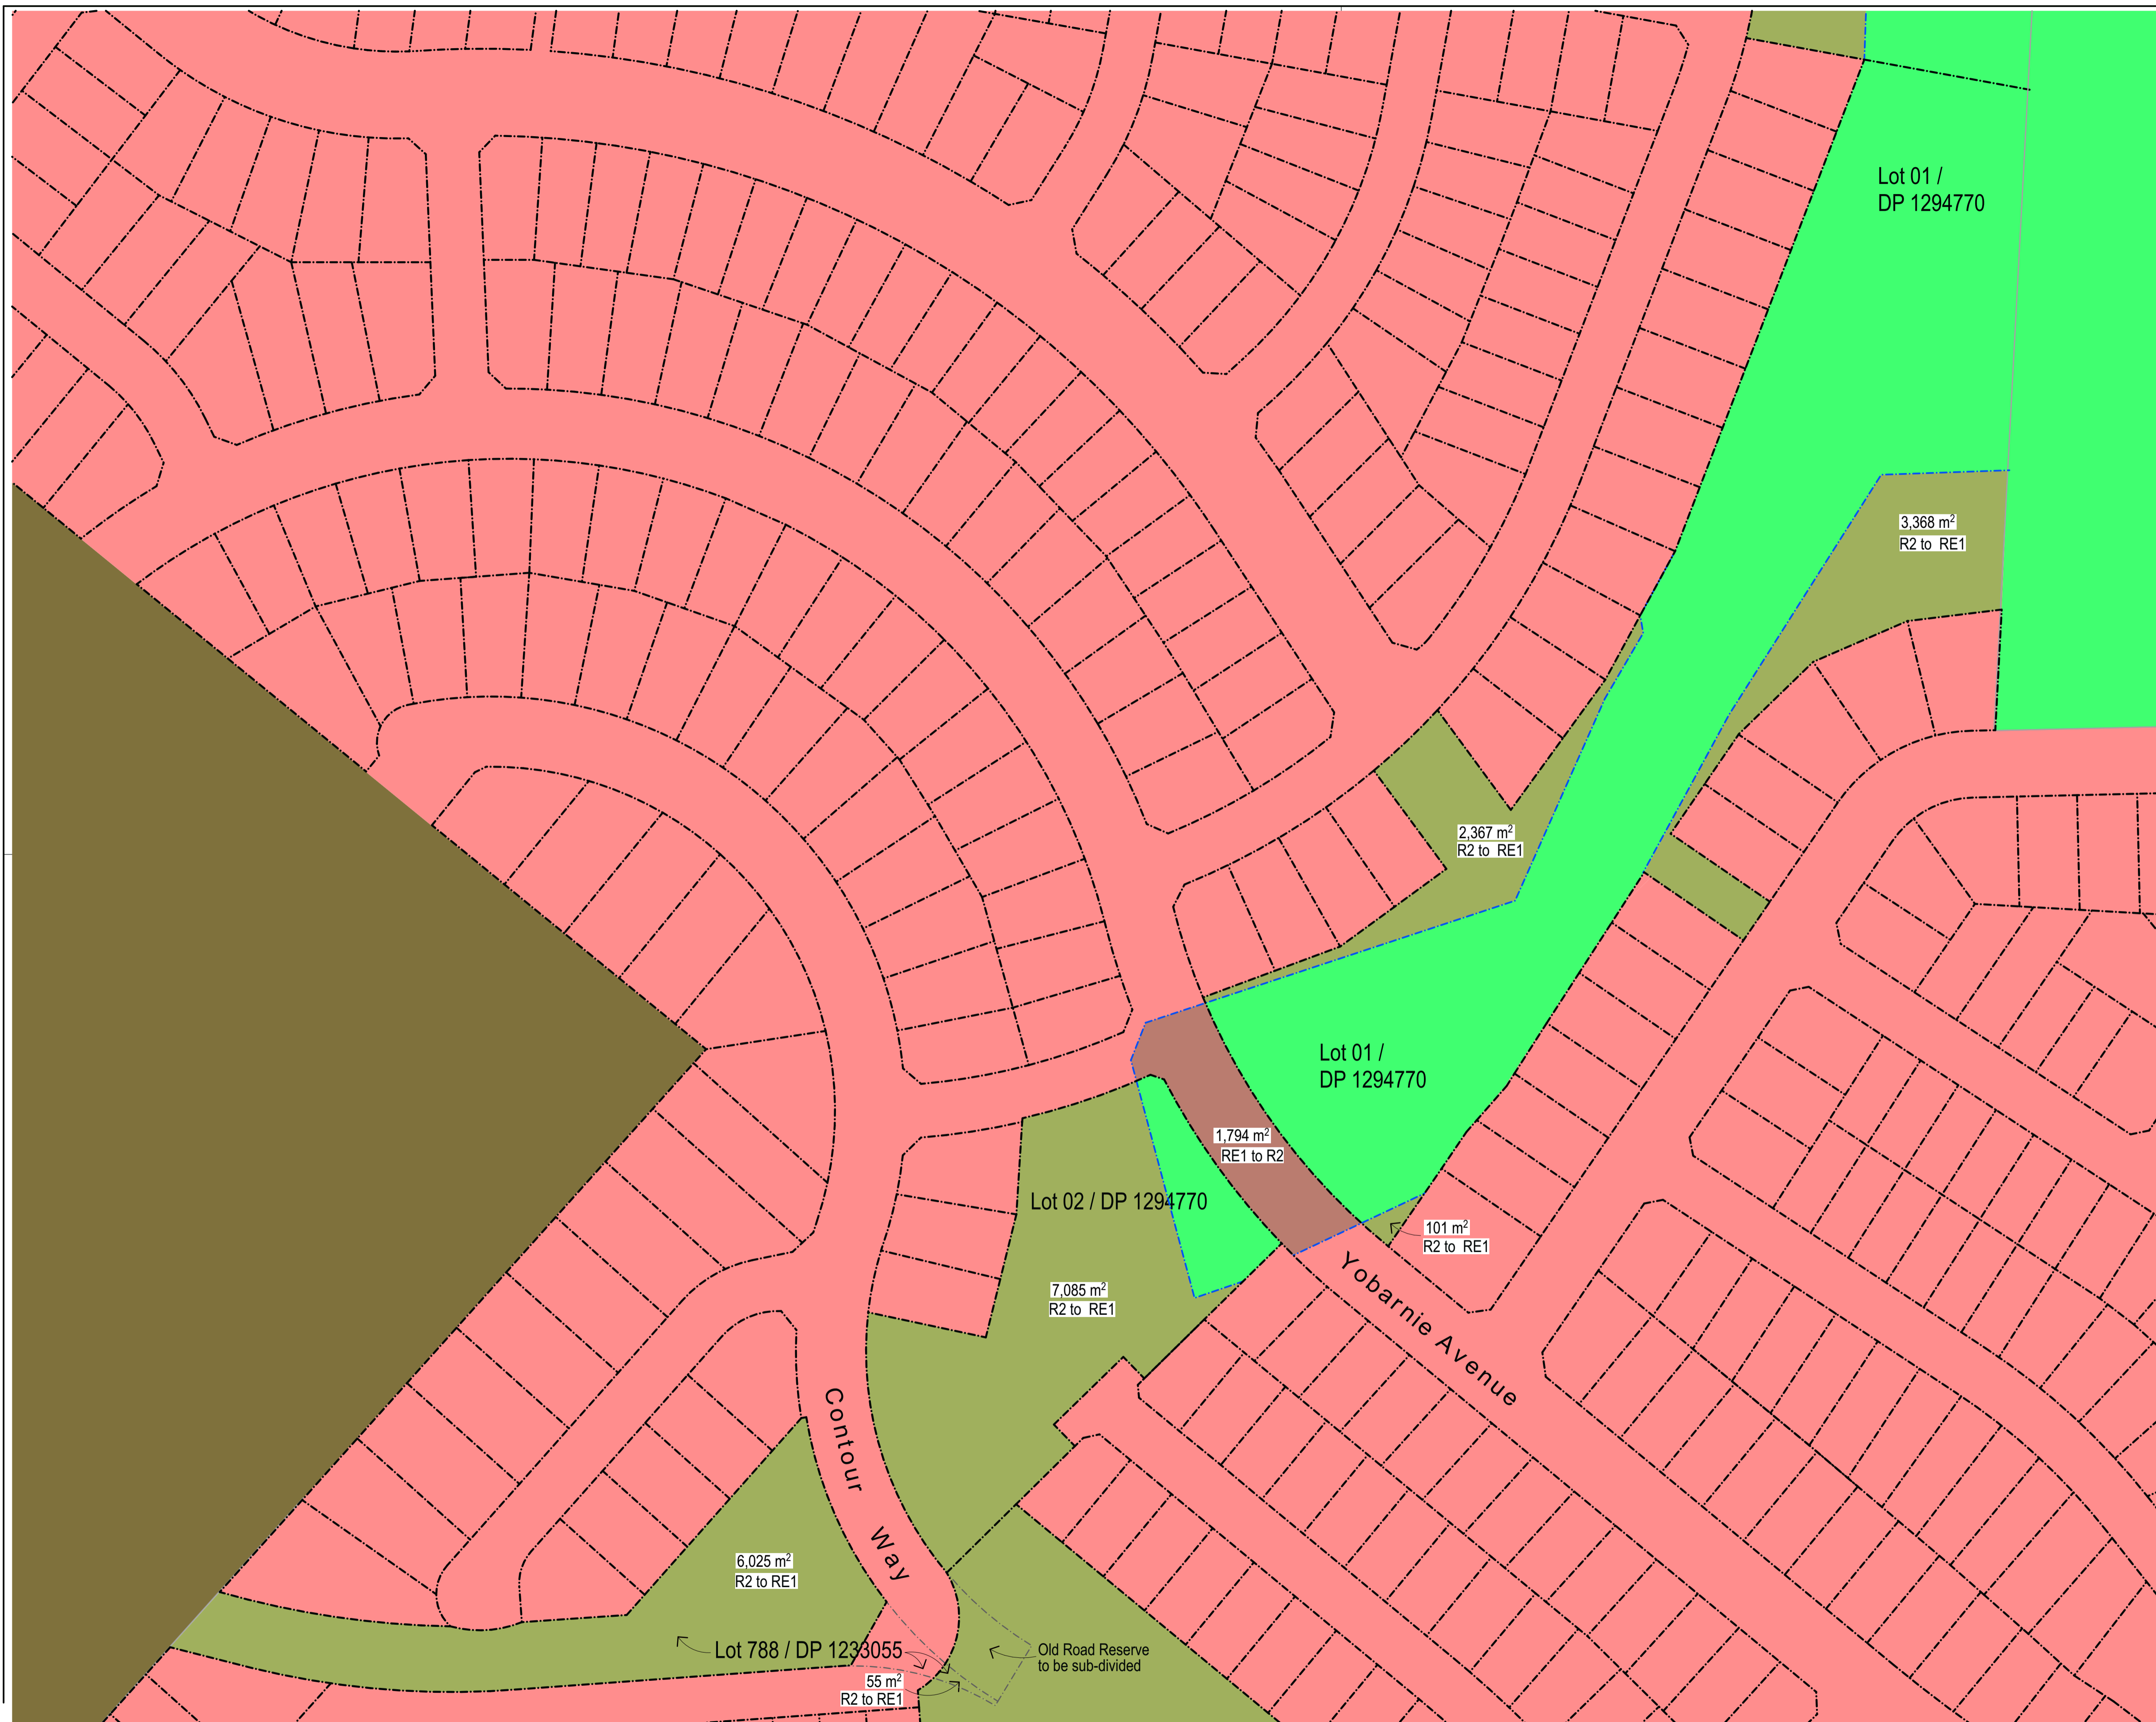 Lot 01 /
DP 1294770
3,368 m²
R2 to RE1
2,367 m²
R2 to RE1
Lot 01 /
DP 1294770
1,794 m²
RE1 to R2
Lot 02 / DP 1294770
101 m²
R2 to RE1
7,085 m²
R2 to RE1
Yobarnie Avenue
Contour Way
6,025 m²
R2 to RE1
Lot 788 / DP 1233055
Old Road Reserve
to be sub-divided
55 m²
R2 to RE1